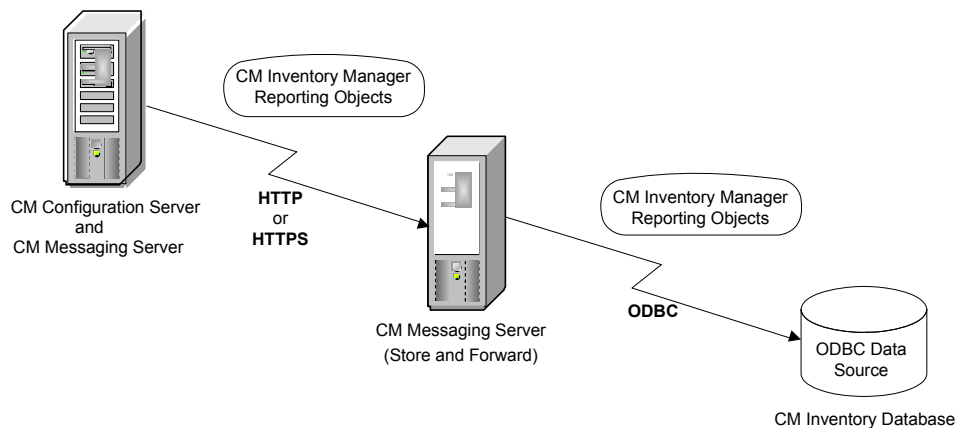 CM Inventory Manager
Reporting Objects
CM Configuration Server
and
CM Messaging Server
HTTP
or
HTTPS
CM Inventory Manager
Reporting Objects
CM Messaging Server
(Store and Forward)
ODBC
ODBC Data
Source
CM Inventory Database